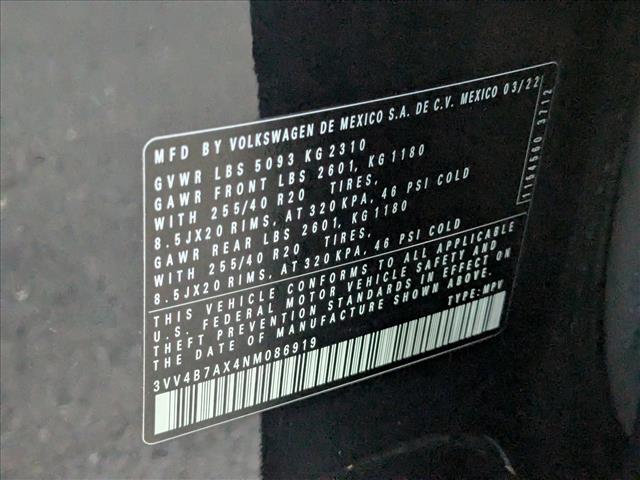 MFD BY VOLKSWAGEN DE MEXICO S.A. DE C.V. MEXICO 03/22
GVWR LBS 5093 KG 2310
GAWR FRONT LBS 2601, KG1180
WITH 255/40 R20 TIRES,
8.5JX20 RIMS, AT 320 KPA, 46 PSI COLD
GAWR REAR LBS 2601, KG1180
WITH 255/40 R20 TIRES,
8.5JX20 RIMS, AT 320 KPA, 46 PSI COLD
THIS VEHICLE CONFORMS TO ALL APPLICABLE
U.S. FEDERAL MOTOR VEHICLE SAFETY AND
THEFT PREVENTION STANDARDS IN EFFECT ON
THE DATE OF MANUFACTURE SHOWN ABOVE.
TYPE: MPV
3VV4B7AX4NM086919
3712